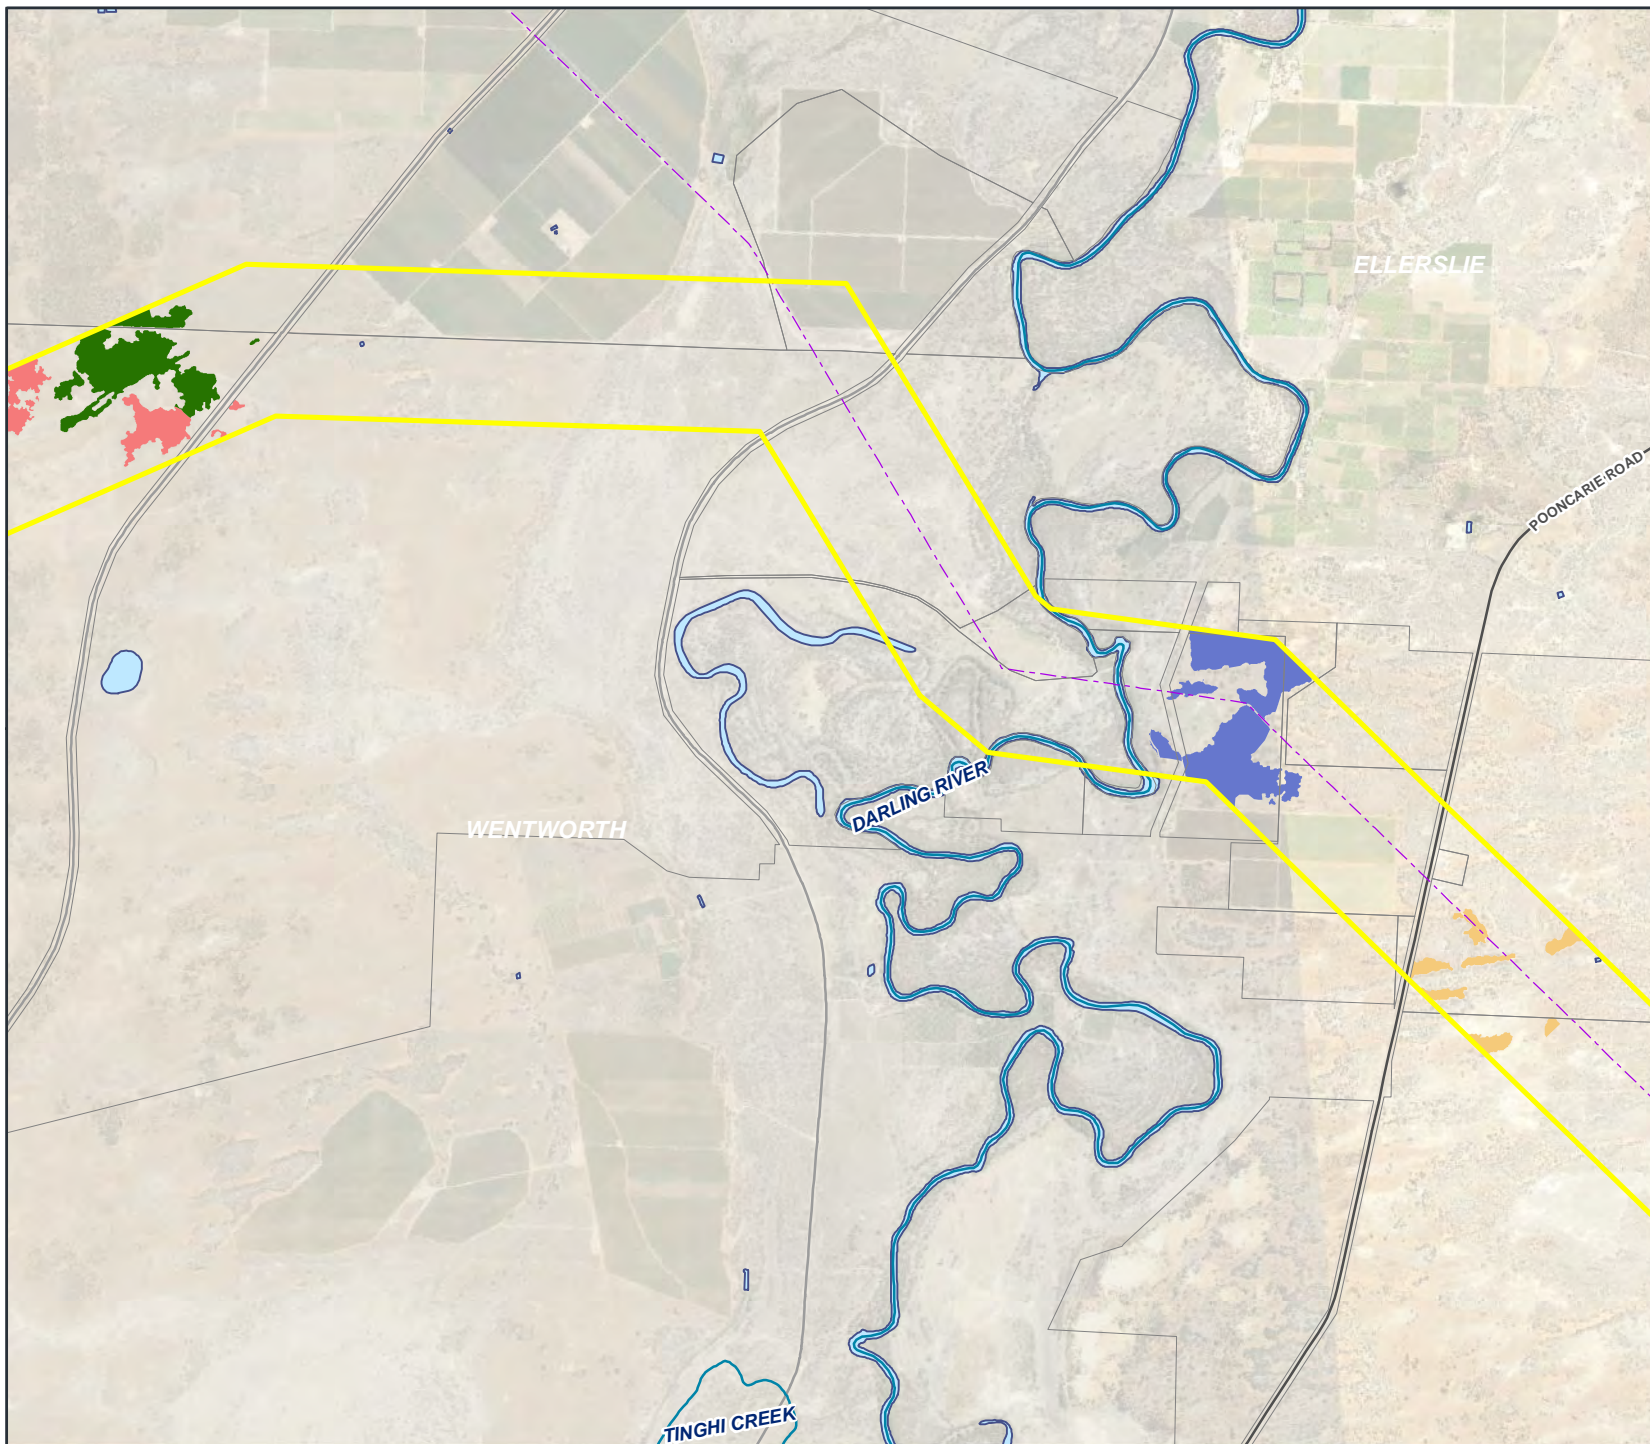 ELLERSLIE
POONCARIE ROAD
DARLING RIVER
WENTWORTH
TINGHI CREEK